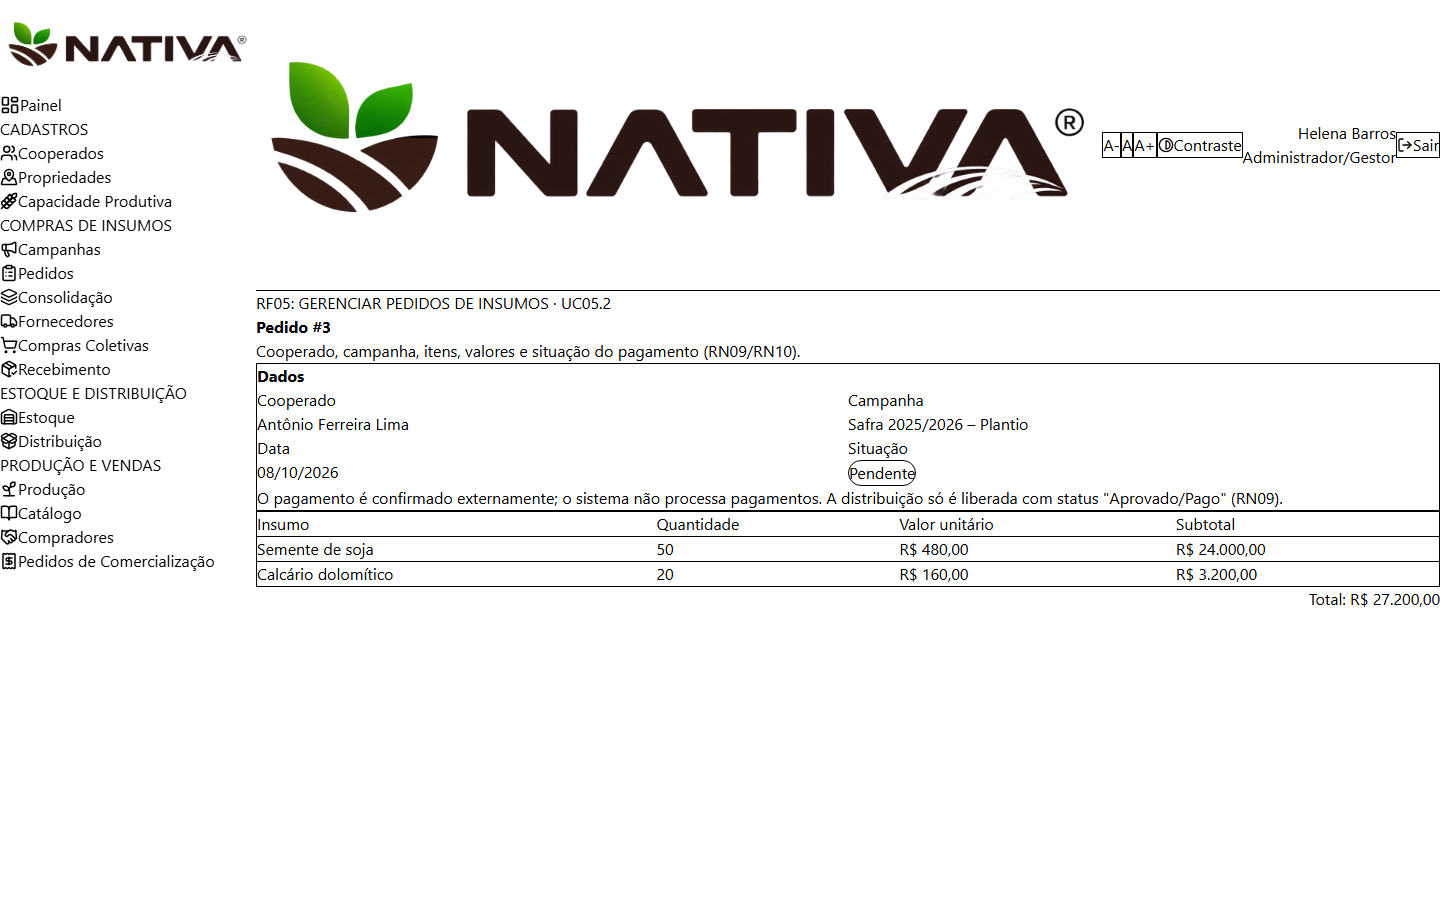 NATIVA®
Painel
CADASTROS
Cooperados
Propriedades
Capacidade Produtiva
COMPRAS DE INSUMOS
Campanhas
Pedidos
Consolidação
Fornecedores
Compras Coletivas
Recebimento
ESTOQUE E DISTRIBUIÇÃO
Estoque
Distribuição
PRODUÇÃO E VENDAS
Produção
Catálogo
Compradores
Pedidos de Comercialização
NATIVA®
A- A A+ Contraste
Helena Barros
Administrador/Gestor
Sair
RF05: GERENCIAR PEDIDOS DE INSUMOS · UC05.2
Pedido #3
Cooperado, campanha, itens, valores e situação do pagamento (RN09/RN10).
Dados
Cooperado Campanha
Antônio Ferreira Lima Safra 2025/2026 – Plantio
Data Situação
08/10/2026 Pendente
O pagamento é confirmado externamente; o sistema não processa pagamentos. A distribuição só é liberada com status "Aprovado/Pago" (RN09).
Insumo Quantidade Valor unitário Subtotal
Semente de soja 50 R$ 480,00 R$ 24.000,00
Calcário dolomítico 20 R$ 160,00 R$ 3.200,00
Total: R$ 27.200,00